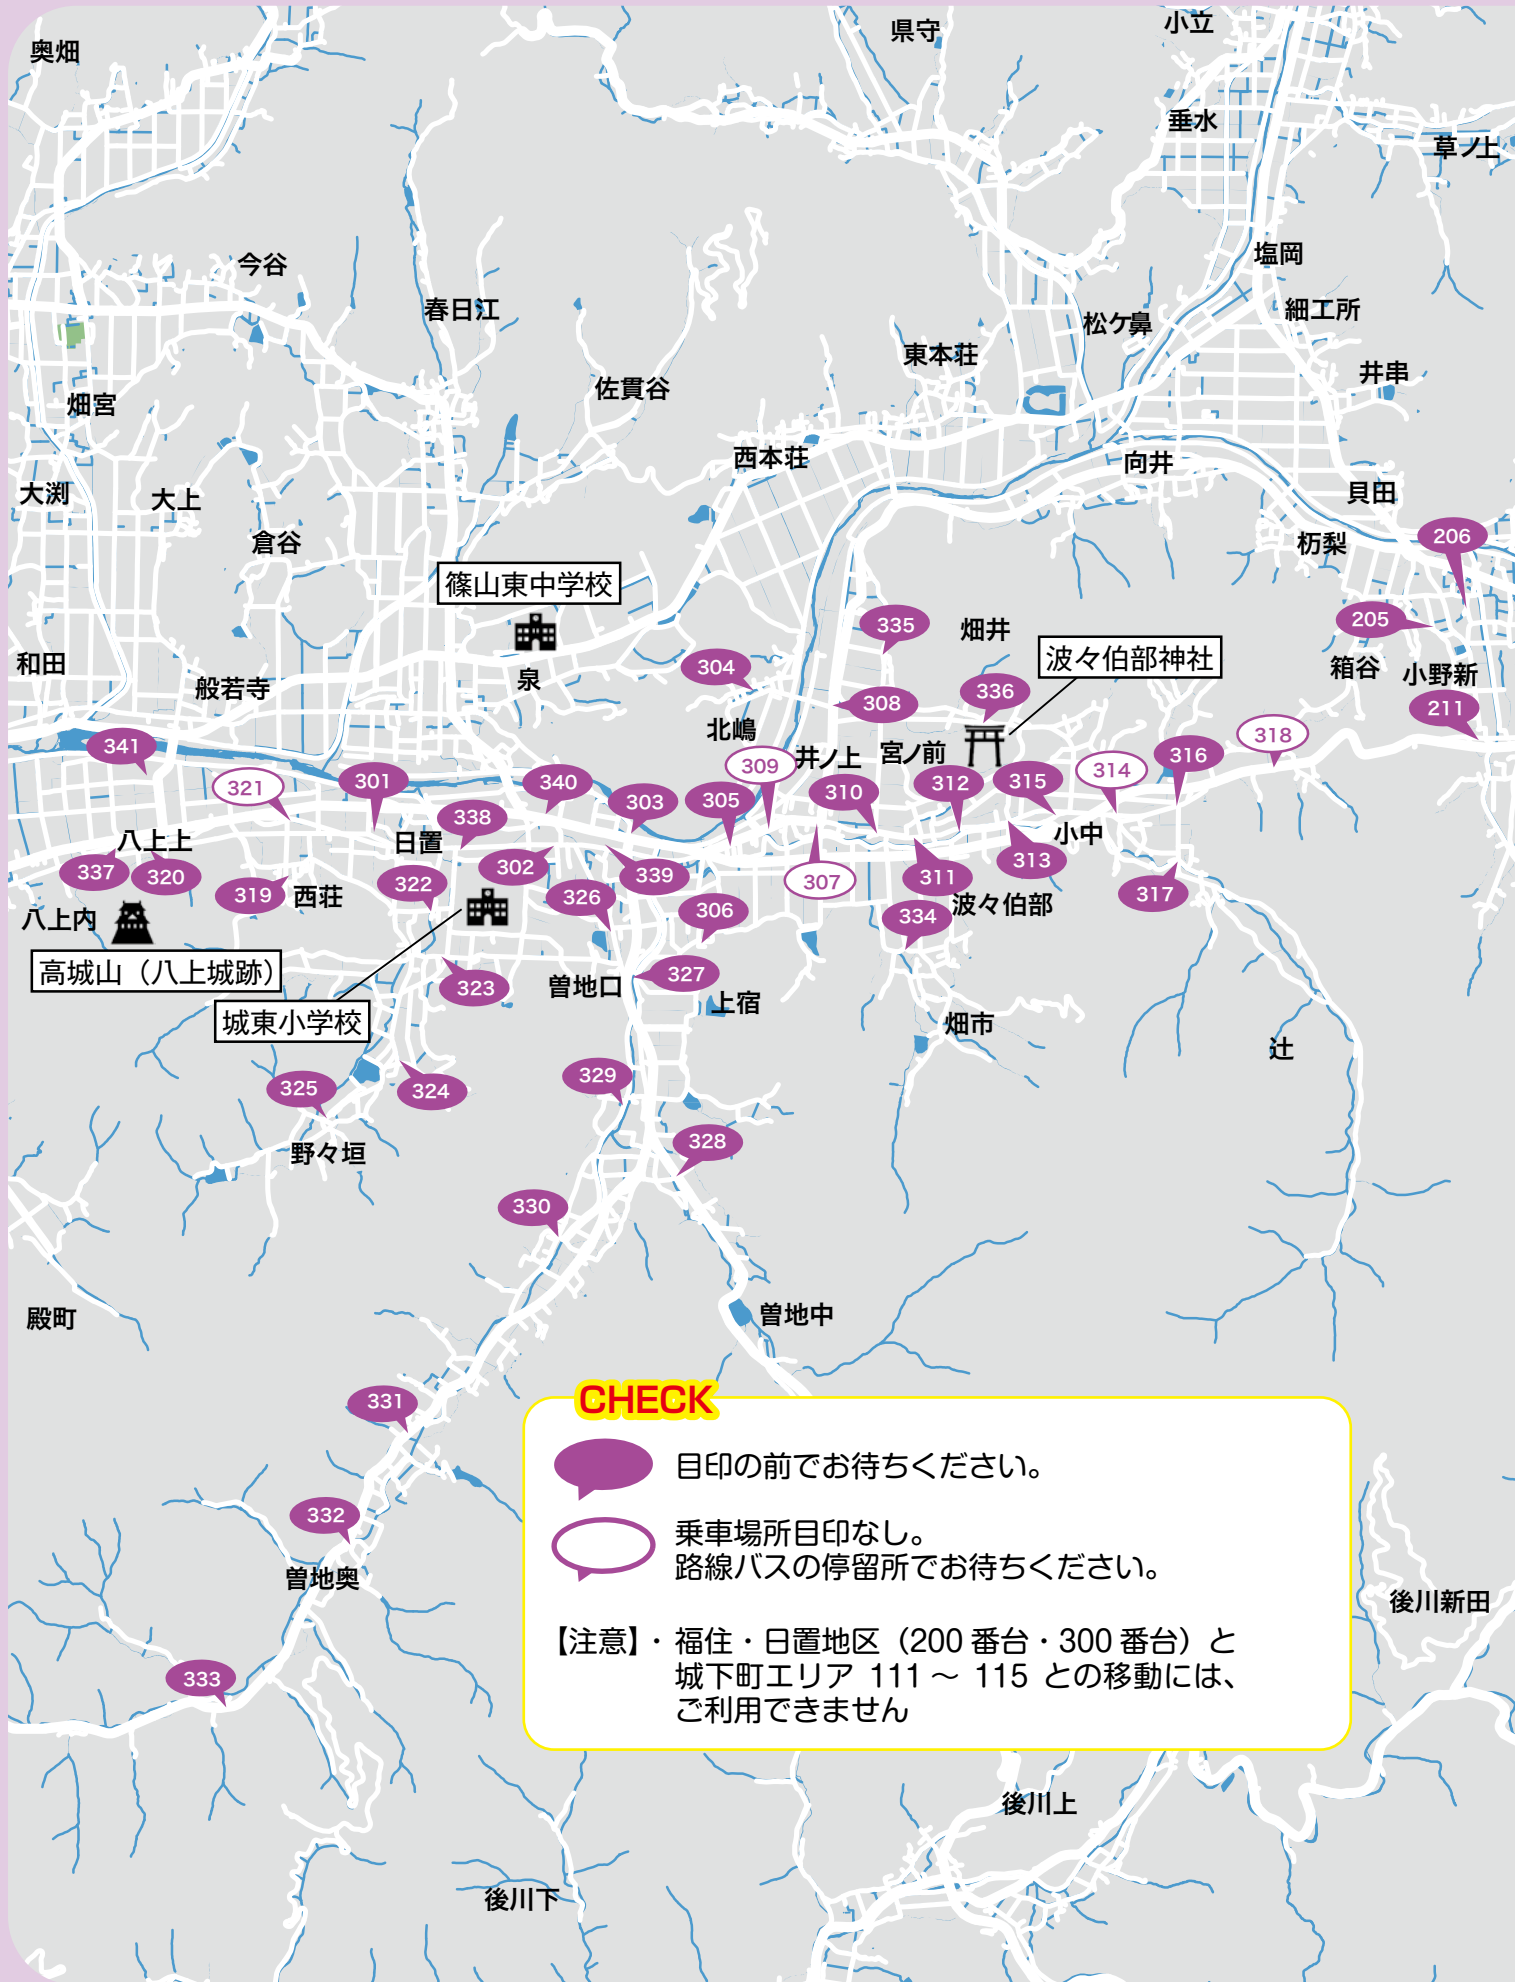 奥畑
県守
小立
垂水
草ノ上
今谷
塩岡
春日江
細工所
松ケ鼻
東本荘
井串
佐貫谷
畑宮
西本荘
向井
大渕
大上
貝田
倉谷
杤梨
206
篠山東中学校
205
335
畑井
波々伯部神社
和田
304
箱谷
小野新
般若寺
泉
336
308
211
北嶋
318
341
井ノ上
宮ノ前
316
309
314
321
301
340
303
305
310
312
315
338
八上上
日置
小中
302
313
337
320
322
339
307
311
317
319
西荘
326
306
波々伯部
八上内
334
高城山（八上城跡）
323
曽地口
327
上宿
城東小学校
畑市
辻
325
324
329
野々垣
328
330
殿町
曽地中
331
CHECK
目印の前でお待ちください。
332
乗車場所目印なし。
路線バスの停留所でお待ちください。
曽地奥
後川新田
【注意】・福住・日置地区（200 番台・300 番台）と
城下町エリア 111 ～ 115 との移動には、
ご利用できません
333
後川上
後川下